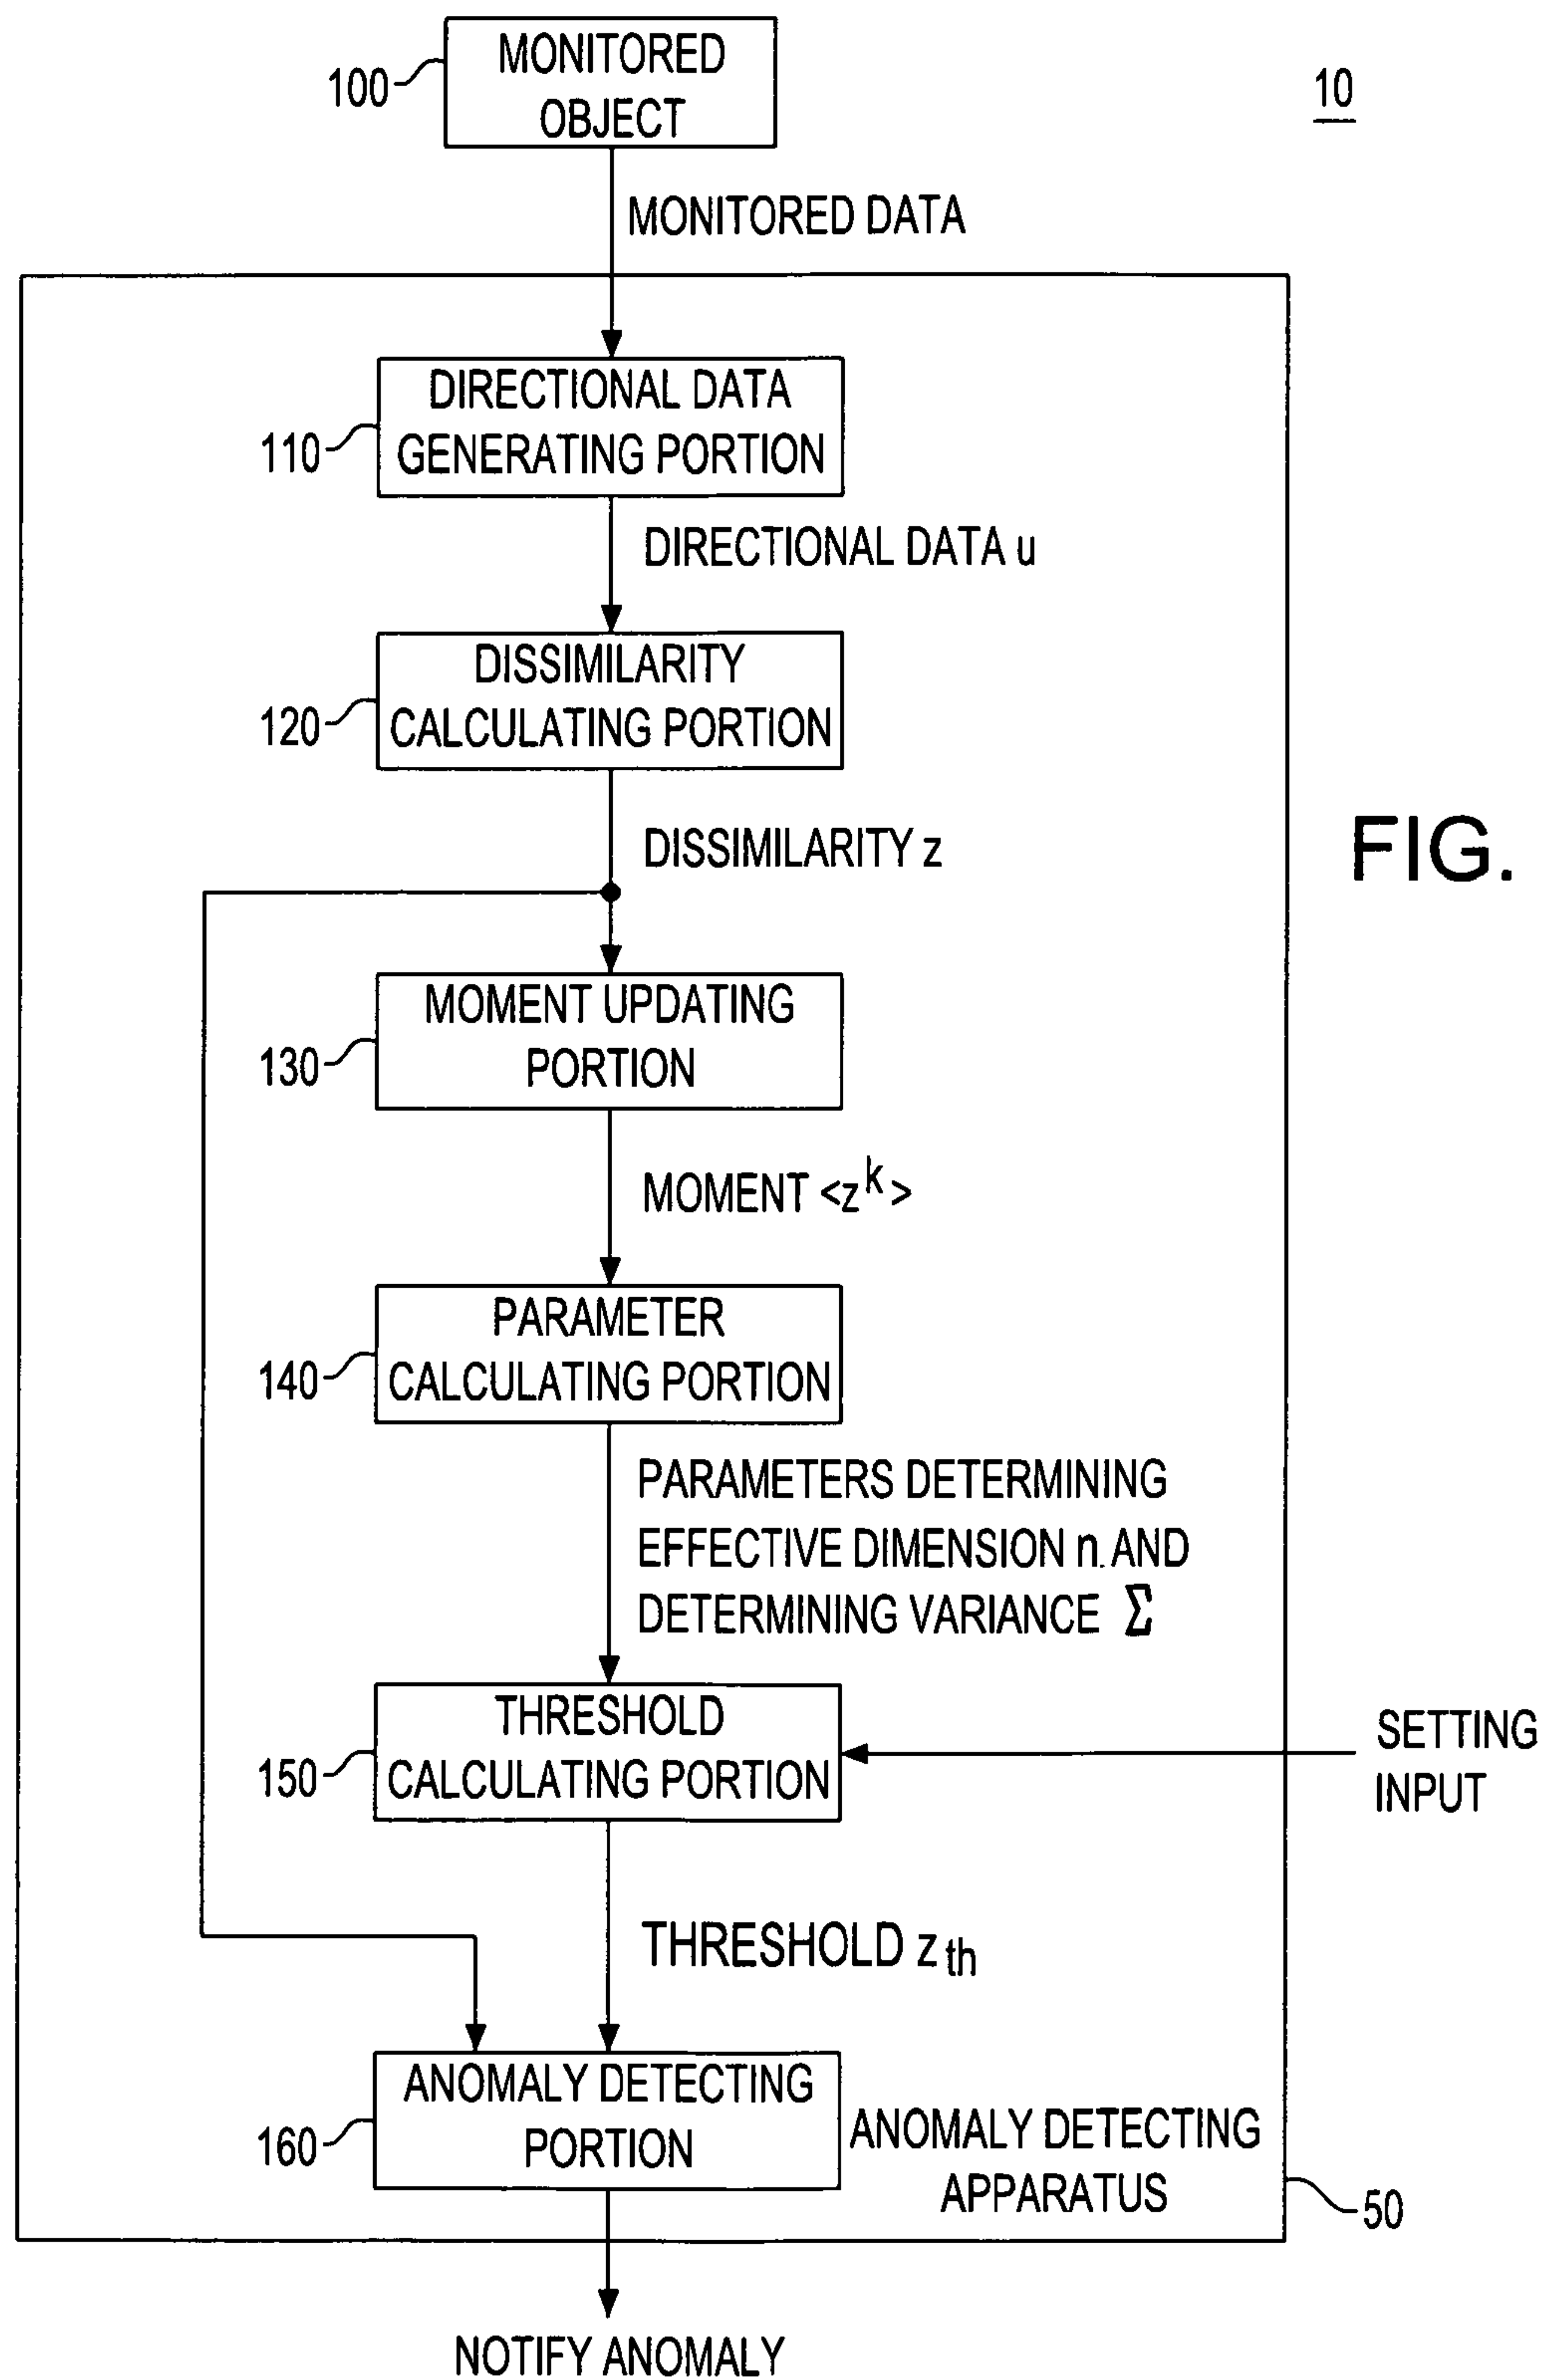 MONITORED
OBJECT
100
10
MONITORED DATA
DIRECTIONAL DATA
GENERATING PORTION
110
DIRECTIONAL DATA u
DISSIMILARITY
CALCULATING PORTION
120
DISSIMILARITY z
FIG.
MOMENT UPDATING
PORTION
130
MOMENT <z^k>
PARAMETER
CALCULATING PORTION
140
PARAMETERS DETERMINING
EFFECTIVE DIMENSION n. AND
DETERMINING VARIANCE Σ
THRESHOLD
CALCULATING PORTION
150
SETTING
INPUT
THRESHOLD z_th
ANOMALY DETECTING
PORTION
160
ANOMALY DETECTING
APPARATUS
50
NOTIFY ANOMALY